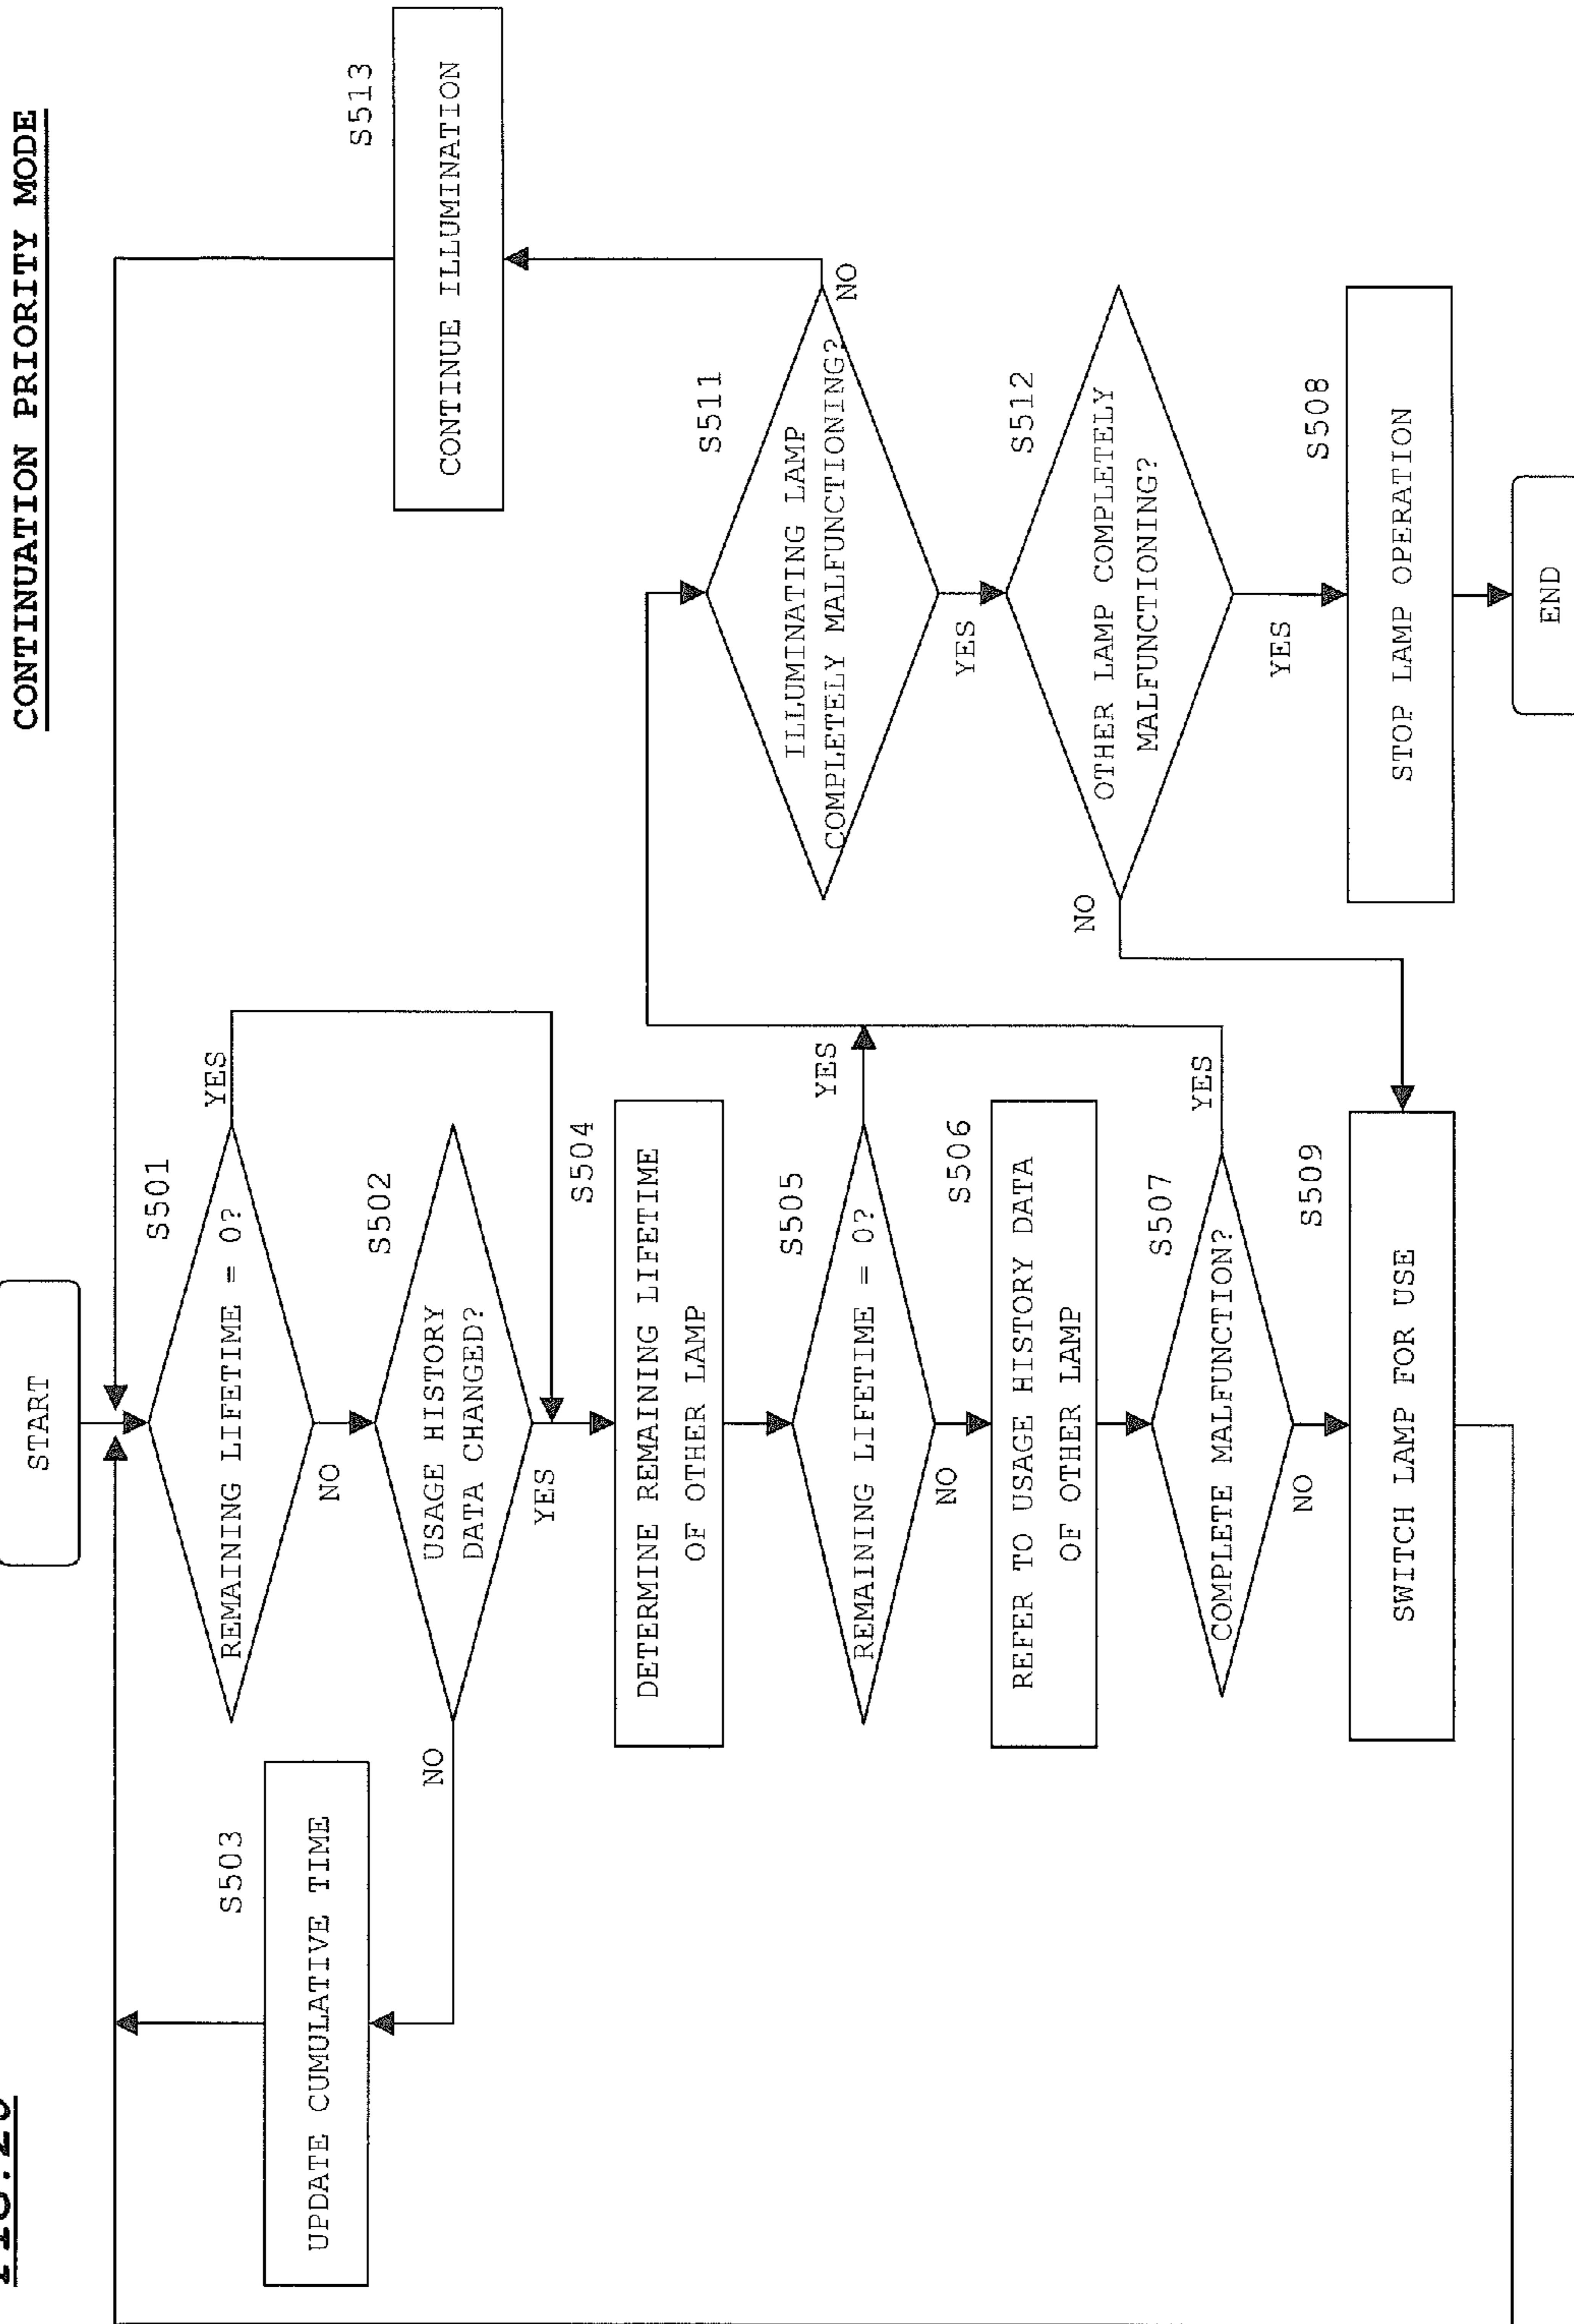 CONTINUATION PRIORITY MODE
START
S501
REMAINING LIFETIME = 0?
YES
NO
S502
USAGE HISTORY
DATA CHANGED?
NO
YES
S503
UPDATE CUMULATIVE TIME
S504
DETERMINE REMAINING LIFETIME
OF OTHER LAMP
S505
REMAINING LIFETIME = 0?
YES
NO
S506
REFER TO USAGE HISTORY DATA
OF OTHER LAMP
S507
COMPLETE MALFUNCTION?
YES
NO
S509
SWITCH LAMP FOR USE
S513
CONTINUE ILLUMINATION
S511
ILLUMINATING LAMP
COMPLETELY MALFUNCTIONING?
NO
YES
S512
OTHER LAMP COMPLETELY
MALFUNCTIONING?
NO
YES
S508
STOP LAMP OPERATION
END